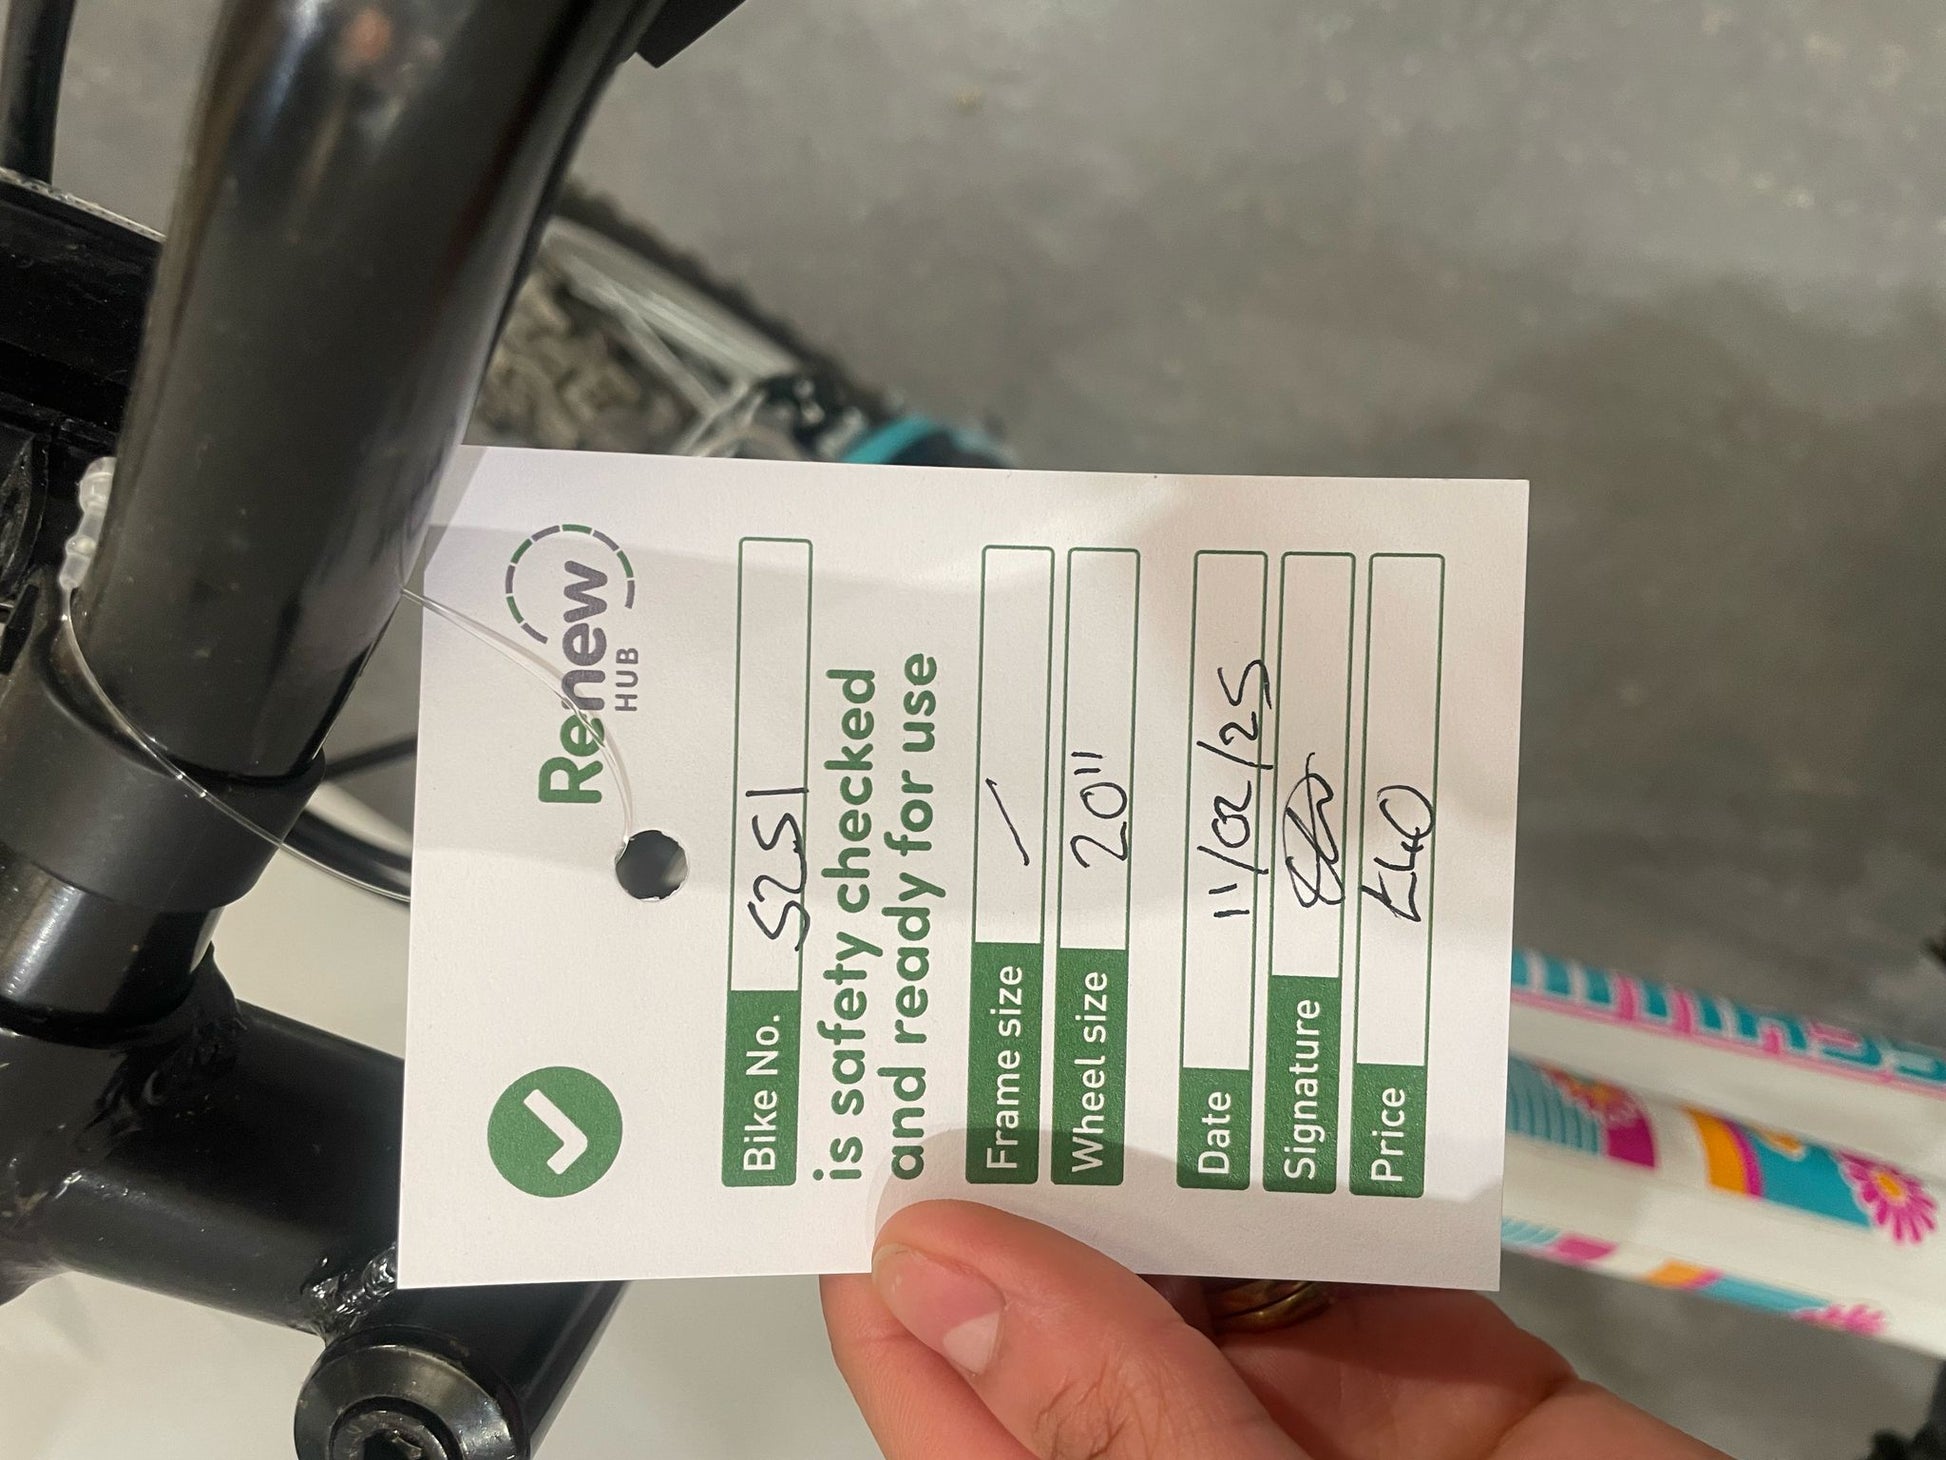 Renew
HUB
Bike No. 5251
is safety checked
and ready for use
Frame size /
Wheel size 20"
Date 11/02/25
Signature
Price £40